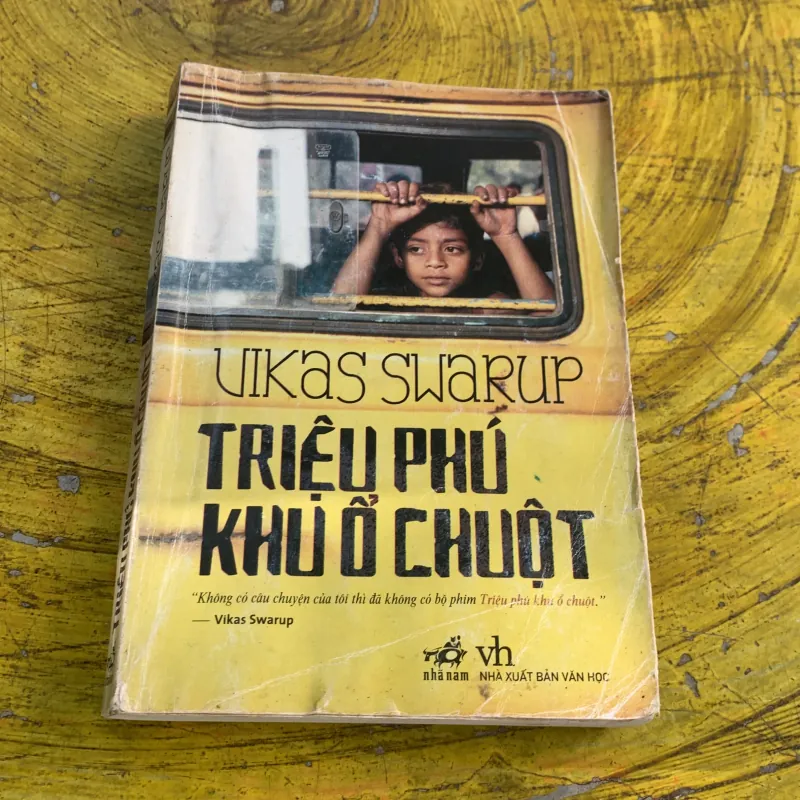 VIKAS SWARUP
TRIỆU PHÚ
KHU Ổ CHUỘT
“Không có câu chuyện của tôi thì đã không có bộ phim Triệu phú khu ổ chuột.”
— Vikas Swarup
nhã nam
vh
NHÀ XUẤT BẢN VĂN HỌC